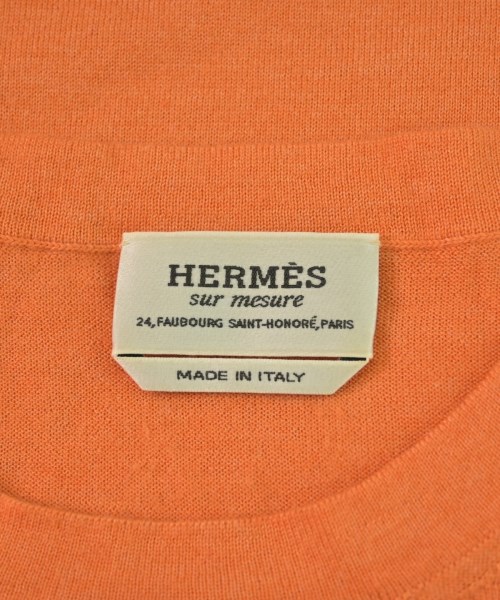 HERMÈS
sur mesure
24,FAUBOURG SAINT-HONORÉ,PARIS
MADE IN ITALY